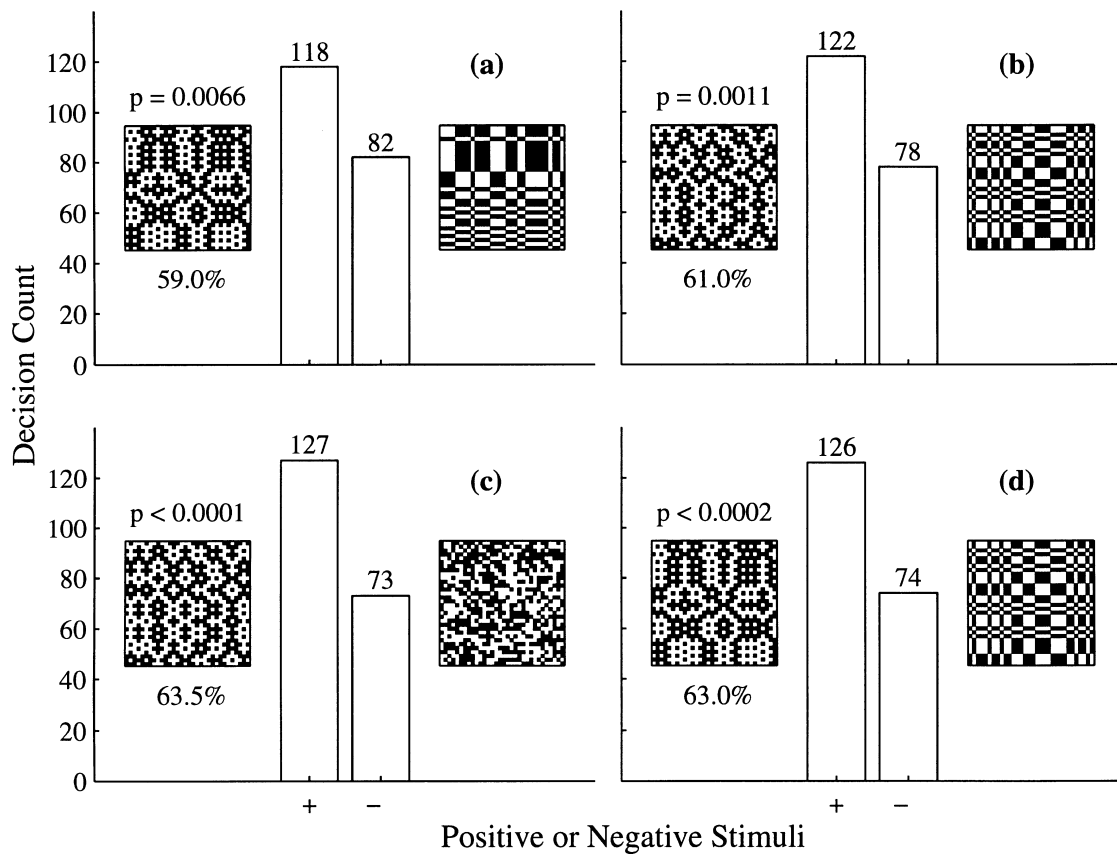 118
(a)
p = 0.0066
82
59.0%
120
100
80
60
40
20
0
122
(b)
p = 0.0011
78
61.0%
Decision Count
127
(c)
p < 0.0001
73
63.5%
120
100
80
60
40
20
0
126
(d)
p < 0.0002
74
63.0%
+ −
+ −
Positive or Negative Stimuli